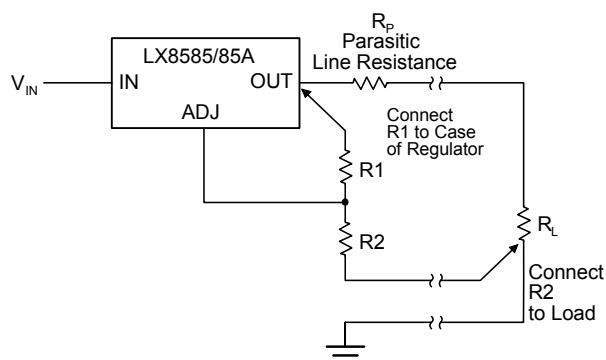 R_P
Parasitic
Line Resistance
LX8585/85A
V_IN
IN
OUT
ADJ
Connect
R1 to Case
of Regulator
R1
R2
R_L
Connect
R2
to Load